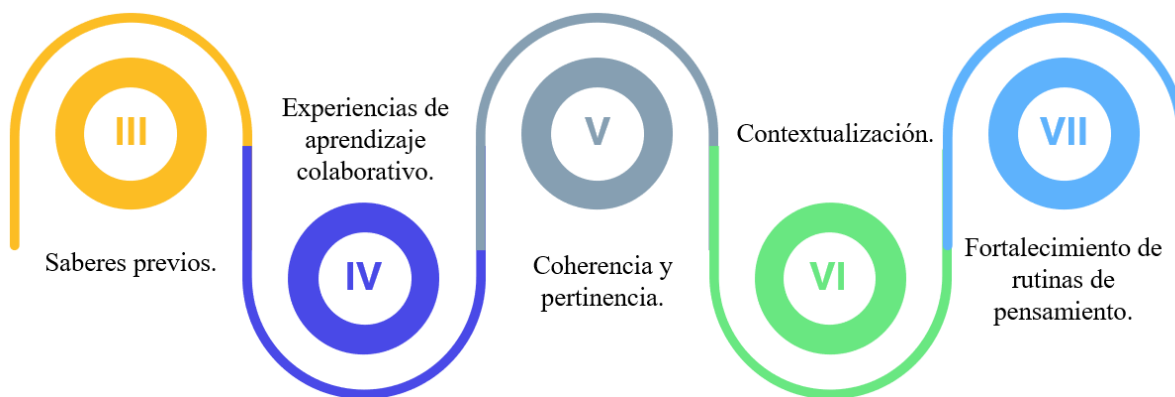 III
Saberes previos.
Experiencias de
aprendizaje
colaborativo.
IV
V
Coherencia y
pertinencia.
Contextualización.
VI
VII
Fortalecimiento de
rutinas de
pensamiento.